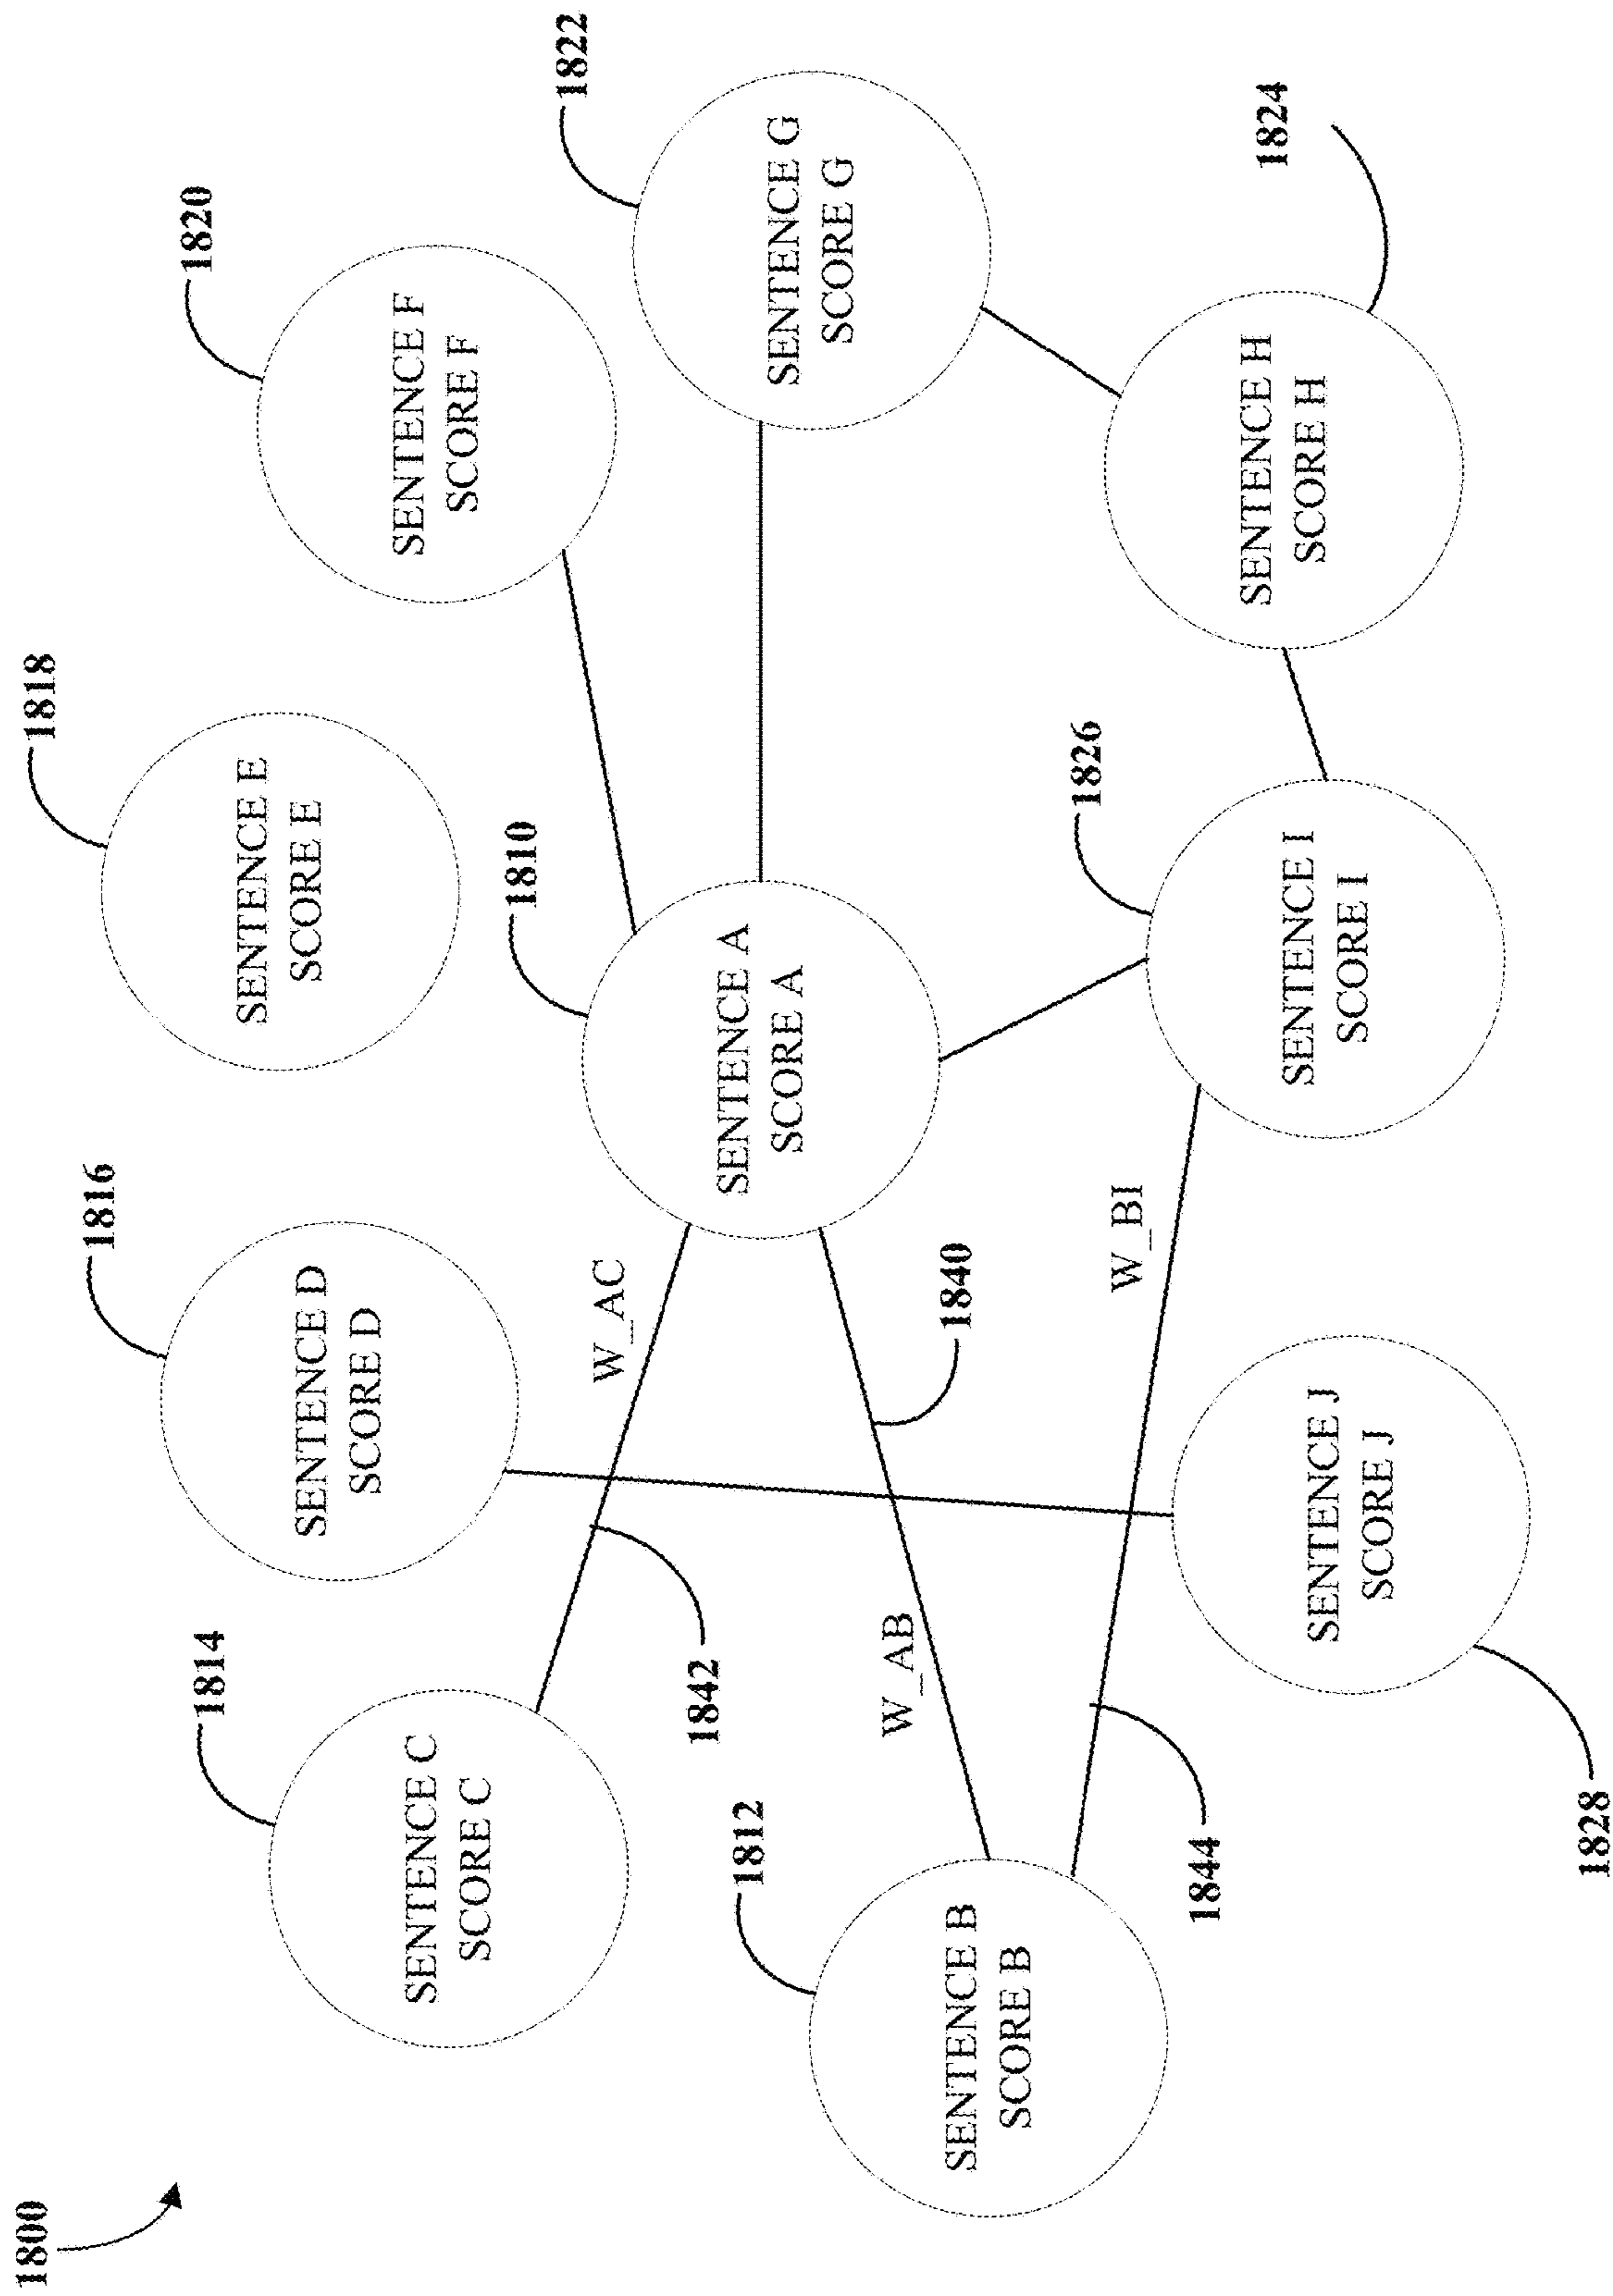 1800
1814
SENTENCE C
SCORE C
1816
SENTENCE D
SCORE D
1818
SENTENCE E
SCORE E
1820
SENTENCE F
SCORE F
1812
SENTENCE B
SCORE B
1842
W_AC
1810
SENTENCE A
SCORE A
1822
SENTENCE G
SCORE G
W_AB
1840
1844
W_BI
1826
SENTENCE I
SCORE I
1824
SENTENCE H
SCORE H
1828
SENTENCE J
SCORE J